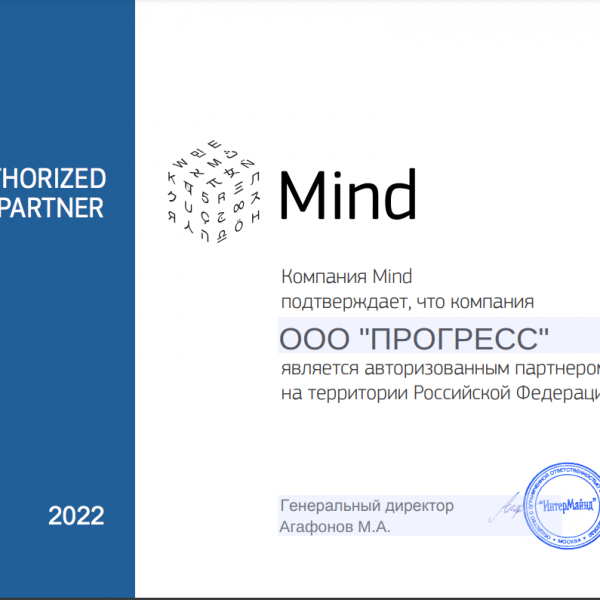 THORIZED
PARTNER
Mind
Компания Mind
подтверждает, что компания
ООО "ПРОГРЕСС"
является авторизованным партнером
на территории Российской Федераци
Генеральный директор
Агафонов М.А.
"ИнтерМайнд"
МОСКВА
2022